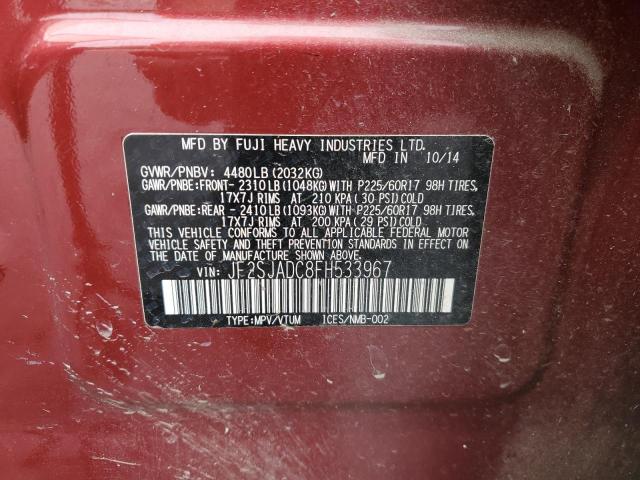 MFD BY FUJI HEAVY INDUSTRIES LTD.
MFD IN 10/14
GVWR/PNBV: 4480LB (2032KG)
GAWR/PNBE:FRONT- 2310LB (1048KG) WITH P225/60R17 98H TIRES,
17X7J RIMS AT 210 KPA (30 PSI) COLD
GAWR/PNBE:REAR - 2410LB (1093KG) WITH P225/60R17 98H TIRES,
17X7J RIMS AT 200 KPA (29 PSI) COLD
THIS VEHICLE CONFORMS TO ALL APPLICABLE FEDERAL MOTOR
VEHICLE SAFETY AND THEFT PREVENTION STANDARDS IN EFFECT
ON THE DATE OF MANUFACTURE SHOWN ABOVE.
VIN: JF2SJADC8FH533967
TYPE:MPV/VTUM ICES/NMB-002